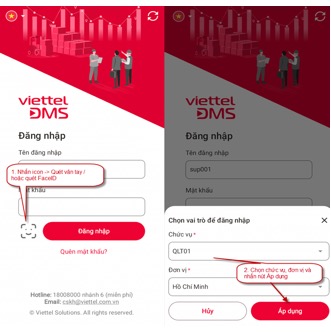 viettel
DMS
Đăng nhập
Tên đăng nhập
1. Nhấn icon -> Quét vân tay /
hoặc quét FaceID
Mật khẩu
Đăng nhập
Quên mật khẩu?
Hotline: 18008000 nhánh 6 (miễn phí)
Email: cskh@viettel.com.vn
© Viettel Solutions. All rights reserved.
viettel
DMS
Đăng nhập
Tên đăng nhập
sup001
Mật khẩu
Chọn vai trò để đăng nhập
Chức vụ *
QLT01
2. Chọn chức vụ, đơn vị và
nhấn nút Áp dụng
Đơn vị *
Hồ Chí Minh
Hủy
Áp dụng